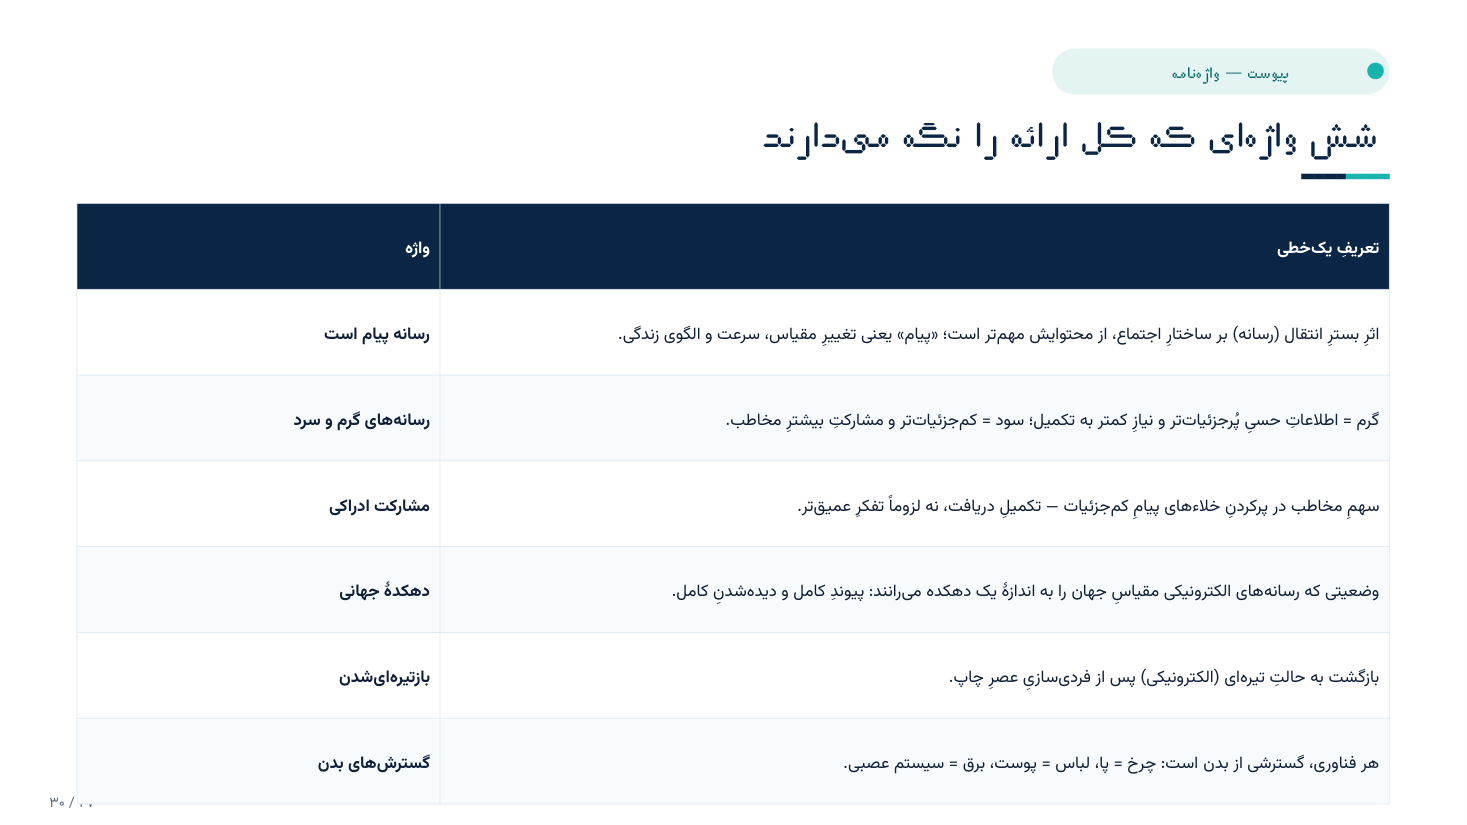 پیوست — واژه‌نامه
شش واژه‌ای که کل ارائه را نگه می‌دارند
تعریفِ یک‌خطی
واژه
اثرِ بسترِ انتقال (رسانه) بر ساختارِ اجتماع، از محتوایش مهم‌تر است؛ «پیام» یعنی تغییرِ مقیاس، سرعت و الگوی زندگی.
رسانه پیام است
گرم = اطلاعاتِ حسیِ پُرجزئیات‌تر و نیازِ کمتر به تکمیل؛ سود = کم‌جزئیات‌تر و مشارکتِ بیشترِ مخاطب.
رسانه‌های گرم و سرد
سهمِ مخاطب در پرکردنِ خلاءهای پیامِ کم‌جزئیات — تکمیلِ دریافت، نه لزوماً تفکرِ عمیق‌تر.
مشارکت ادراکی
وضعیتی که رسانه‌های الکترونیکی مقیاسِ جهان را به اندازهٔ یک دهکده می‌رانند: پیوندِ کامل و دیده‌شدنِ کامل.
دهکدهٔ جهانی
بازگشت به حالتِ تیره‌ای (الکترونیکی) پس از فردی‌سازیِ عصرِ چاپ.
بازتیره‌ای‌شدن
هر فناوری، گسترشی از بدن است: چرخ = پا، لباس = پوست، برق = سیستم عصبی.
گسترش‌های بدن
۳۰ /